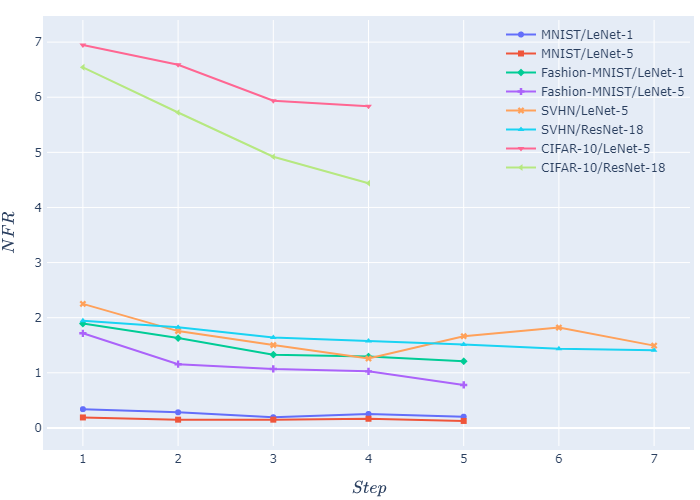 MNIST/LeNet-1
MNIST/LeNet-5
Fashion-MNIST/LeNet-1
Fashion-MNIST/LeNet-5
SVHN/LeNet-5
SVHN/ResNet-18
CIFAR-10/LeNet-5
CIFAR-10/ResNet-18
7
6
5
4
3
2
1
0
NFR
1 2 3 4 5 6 7
Step